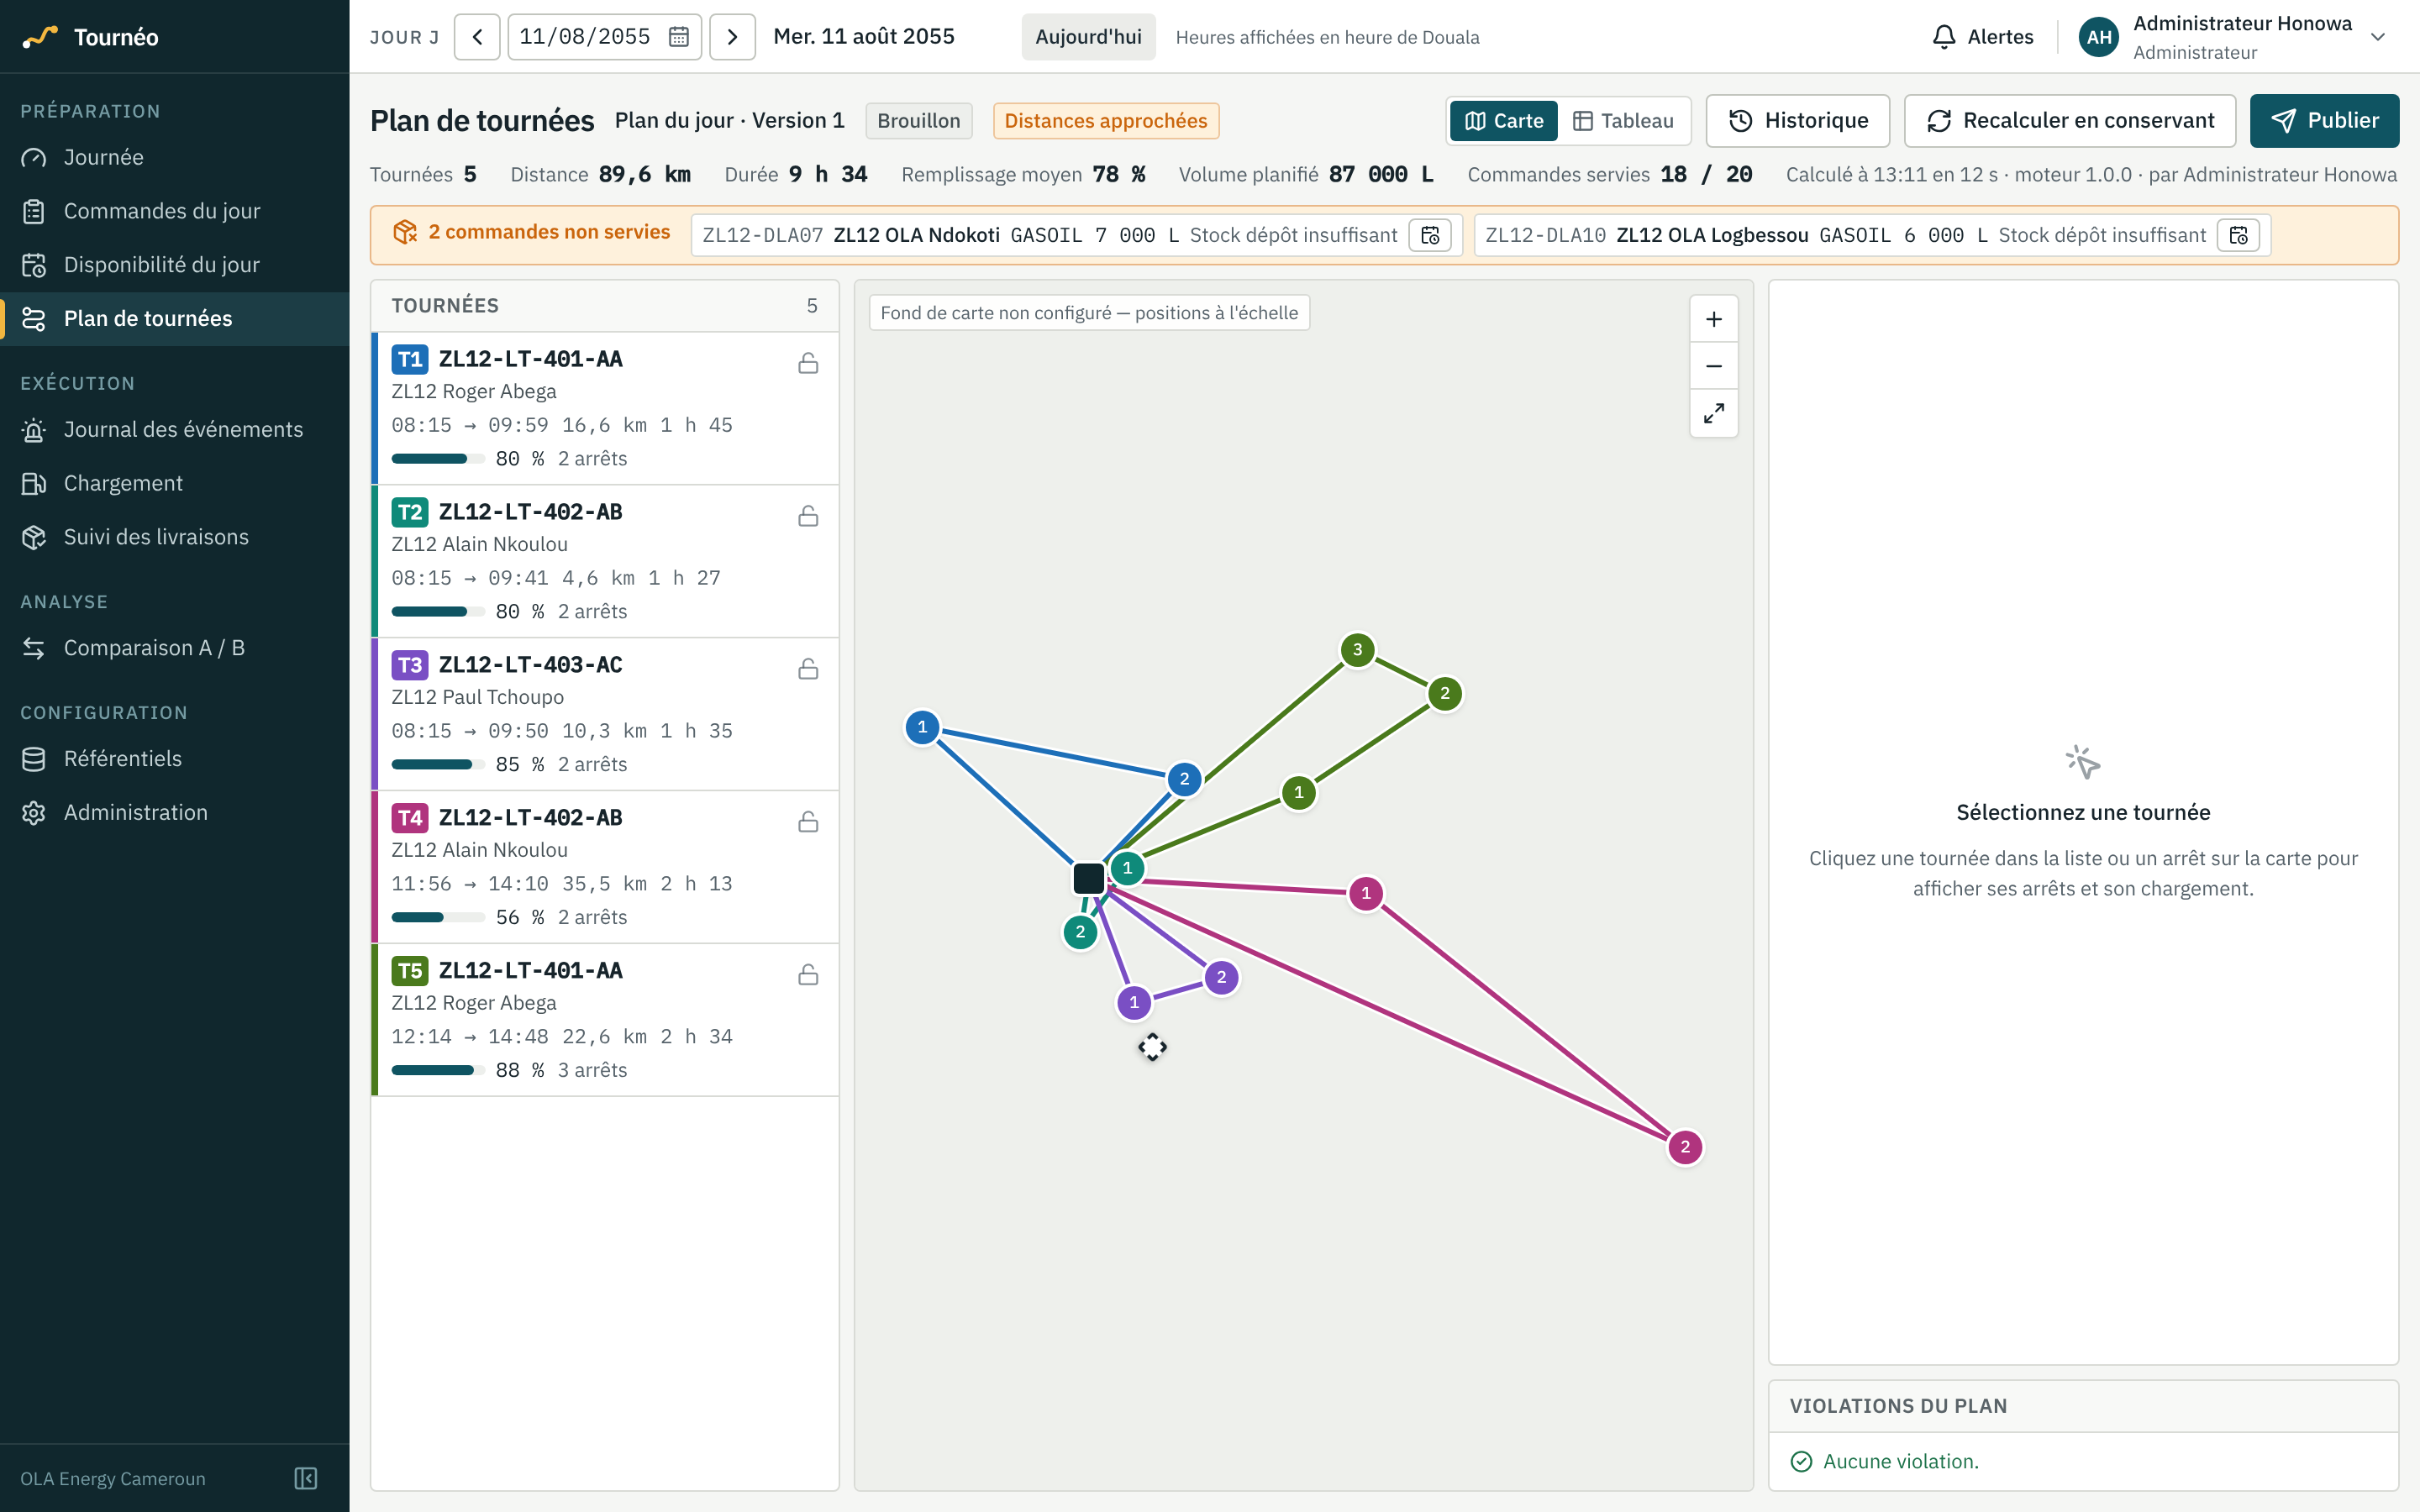 Tournéo
PRÉPARATION
Journée
Commandes du jour
Disponibilité du jour
Plan de tournées
EXÉCUTION
Journal des événements
Chargement
Suivi des livraisons
ANALYSE
Comparaison A / B
CONFIGURATION
Référentiels
Administration
OLA Energy Cameroun
JOUR J
11/08/2055
Mer. 11 août 2055
Aujourd'hui
Heures affichées en heure de Douala
Alertes
AH
Administrateur Honowa
Administrateur
Plan de tournées
Plan du jour · Version 1
Brouillon
Distances approchées
Carte
Tableau
Historique
Recalculer en conservant
Publier
Tournées 5
Distance 89,6 km
Durée 9 h 34
Remplissage moyen 78 %
Volume planifié 87 000 L
Commandes servies 18 / 20
Calculé à 13:11 en 12 s · moteur 1.0.0 · par Administrateur Honowa
2 commandes non servies
ZL12-DLA07 ZL12 OLA Ndokoti GASOIL 7 000 L Stock dépôt insuffisant
ZL12-DLA10 ZL12 OLA Logbessou GASOIL 6 000 L Stock dépôt insuffisant
TOURNÉES 5
T1 ZL12-LT-401-AA
ZL12 Roger Abega
08:15 → 09:59 16,6 km 1 h 45
80 % 2 arrêts
T2 ZL12-LT-402-AB
ZL12 Alain Nkoulou
08:15 → 09:41 4,6 km 1 h 27
80 % 2 arrêts
T3 ZL12-LT-403-AC
ZL12 Paul Tchoupo
08:15 → 09:50 10,3 km 1 h 35
85 % 2 arrêts
T4 ZL12-LT-402-AB
ZL12 Alain Nkoulou
11:56 → 14:10 35,5 km 2 h 13
56 % 2 arrêts
T5 ZL12-LT-401-AA
ZL12 Roger Abega
12:14 → 14:48 22,6 km 2 h 34
88 % 3 arrêts
Fond de carte non configuré — positions à l'échelle
+
−
3
2
1
2
1
1
1
2
2
1
2
Sélectionnez une tournée
Cliquez une tournée dans la liste ou un arrêt sur la carte pour
afficher ses arrêts et son chargement.
VIOLATIONS DU PLAN
Aucune violation.